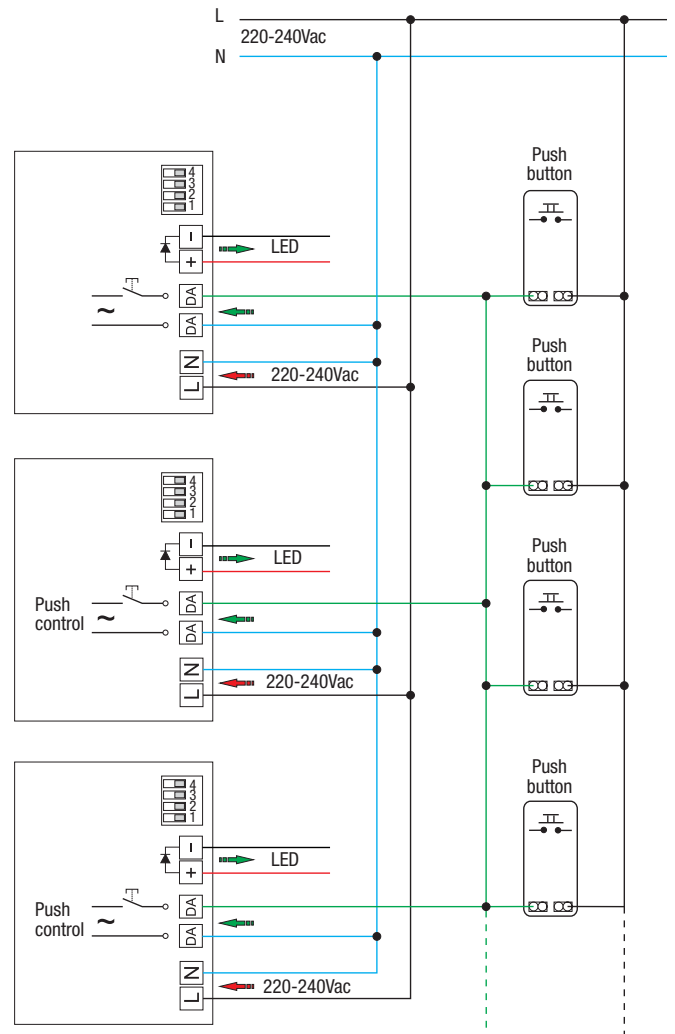 L
220-240Vac
N
Push
button
4
3
2
1
-
LED
+
DA
~
DA
N
220-240Vac
L
Push
button
4
3
2
1
-
LED
+
Push
control
~
DA
DA
N
220-240Vac
L
Push
button
Push
button
4
3
2
1
-
LED
+
Push
control
~
DA
DA
N
220-240Vac
L